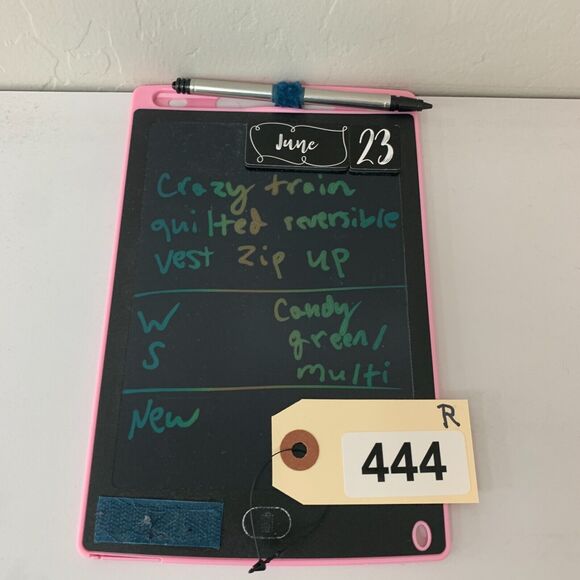 June 23
Crazy train
quilted reversible
vest zip up
W Candy
S green/
multi
New
R
444